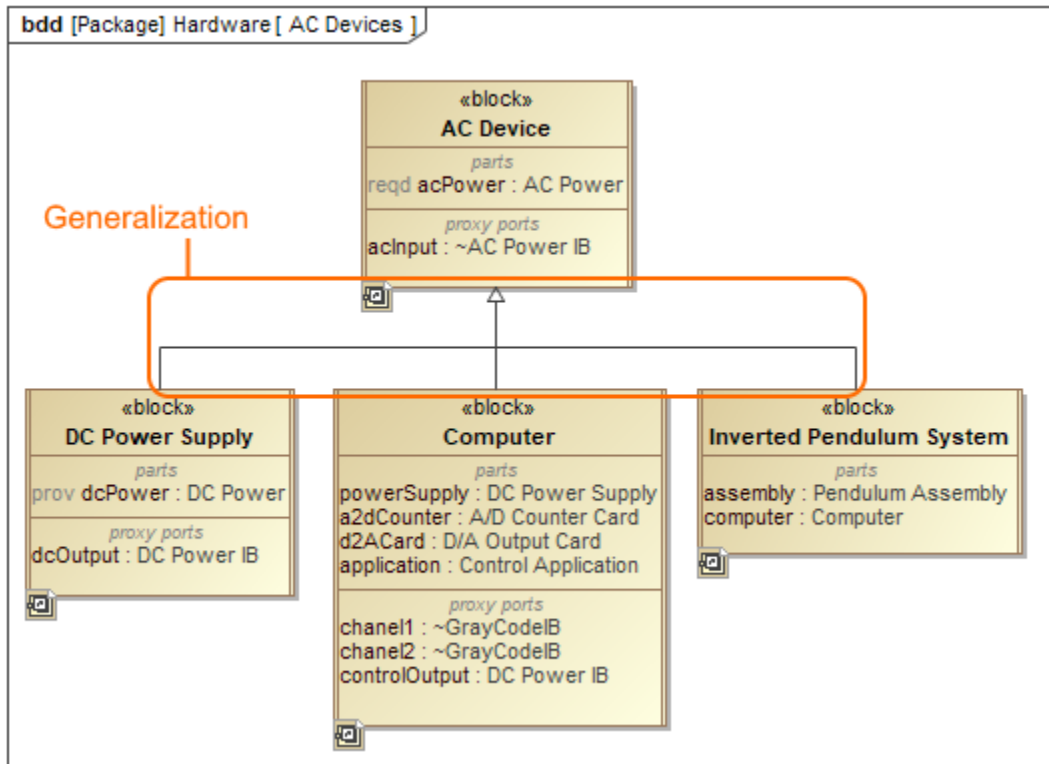 bdd [Package] Hardware [ AC Devices ]
«block»
AC Device
parts
reqd acPower : AC Power
proxy ports
acInput : ~AC Power IB
Generalization
«block»
DC Power Supply
parts
prov dcPower : DC Power
proxy ports
dcOutput : DC Power IB
«block»
Computer
parts
powerSupply : DC Power Supply
a2dCounter : A/D Counter Card
d2ACard : D/A Output Card
application : Control Application
proxy ports
chanel1 : ~GrayCodeIB
chanel2 : ~GrayCodeIB
controlOutput : DC Power IB
«block»
Inverted Pendulum System
parts
assembly : Pendulum Assembly
computer : Computer